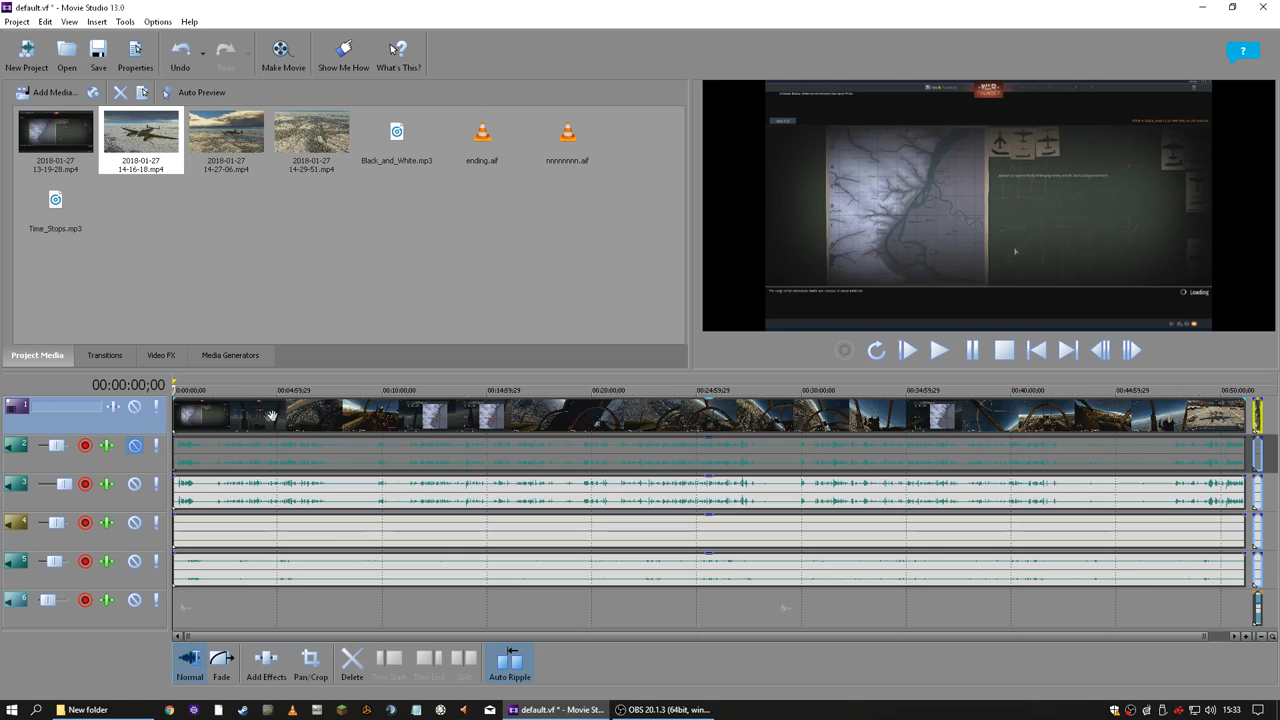 default.vf * - Movie Studio 13.0
Project Edit View Insert Tools Options Help
New Project Open Save Properties Undo Redo Make Movie Show Me How What's This?
?
Add Media... Auto Preview
2018-01-27 13-19-28.mp4
2018-01-27 14-16-18.mp4
2018-01-27 14-27-06.mp4
2018-01-27 14-29-51.mp4
Black_and_White.mp3
ending.aif
nnnnnnnn.aif
Time_Stops.mp3
Loading
Project Media Transitions Video FX Media Generators
00:00:00;00
0:00:00;00 00:04:59;29 00:10:00;00 00:14:59;29 00:20:00;00 00:24:59;29 00:30:00;00 00:34:59;29 00:40:00;00 00:44:59;29 00:50:00;00
1
2
3
4
5
6
Normal Fade Add Effects Pan/Crop Delete Trim Start Trim End Split Auto Ripple
New folder default.vf * - Movie St... OBS 20.1.3 (64bit, win... 15:33